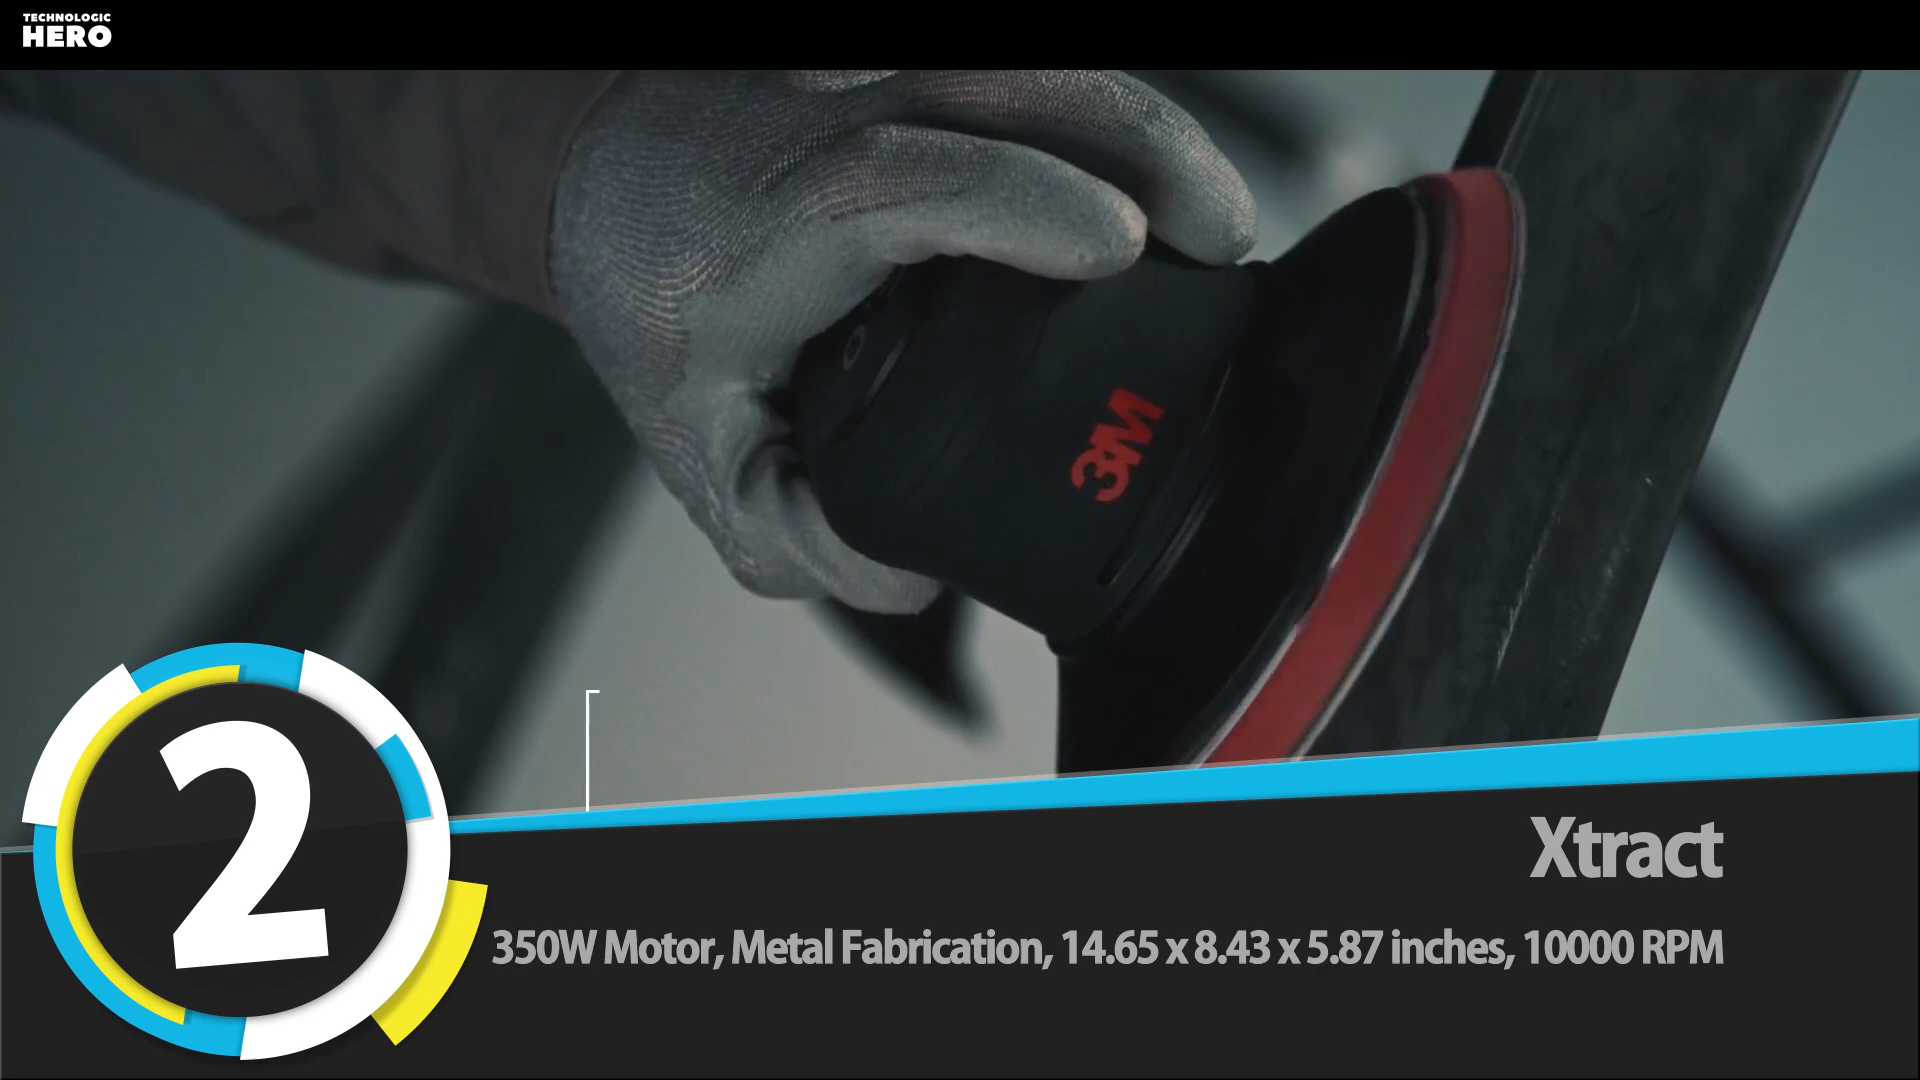 TECHNOLOGIC
HERO
3M
2
Xtract
350W Motor, Metal Fabrication, 14.65 x 8.43 x 5.87 inches, 10000 RPM